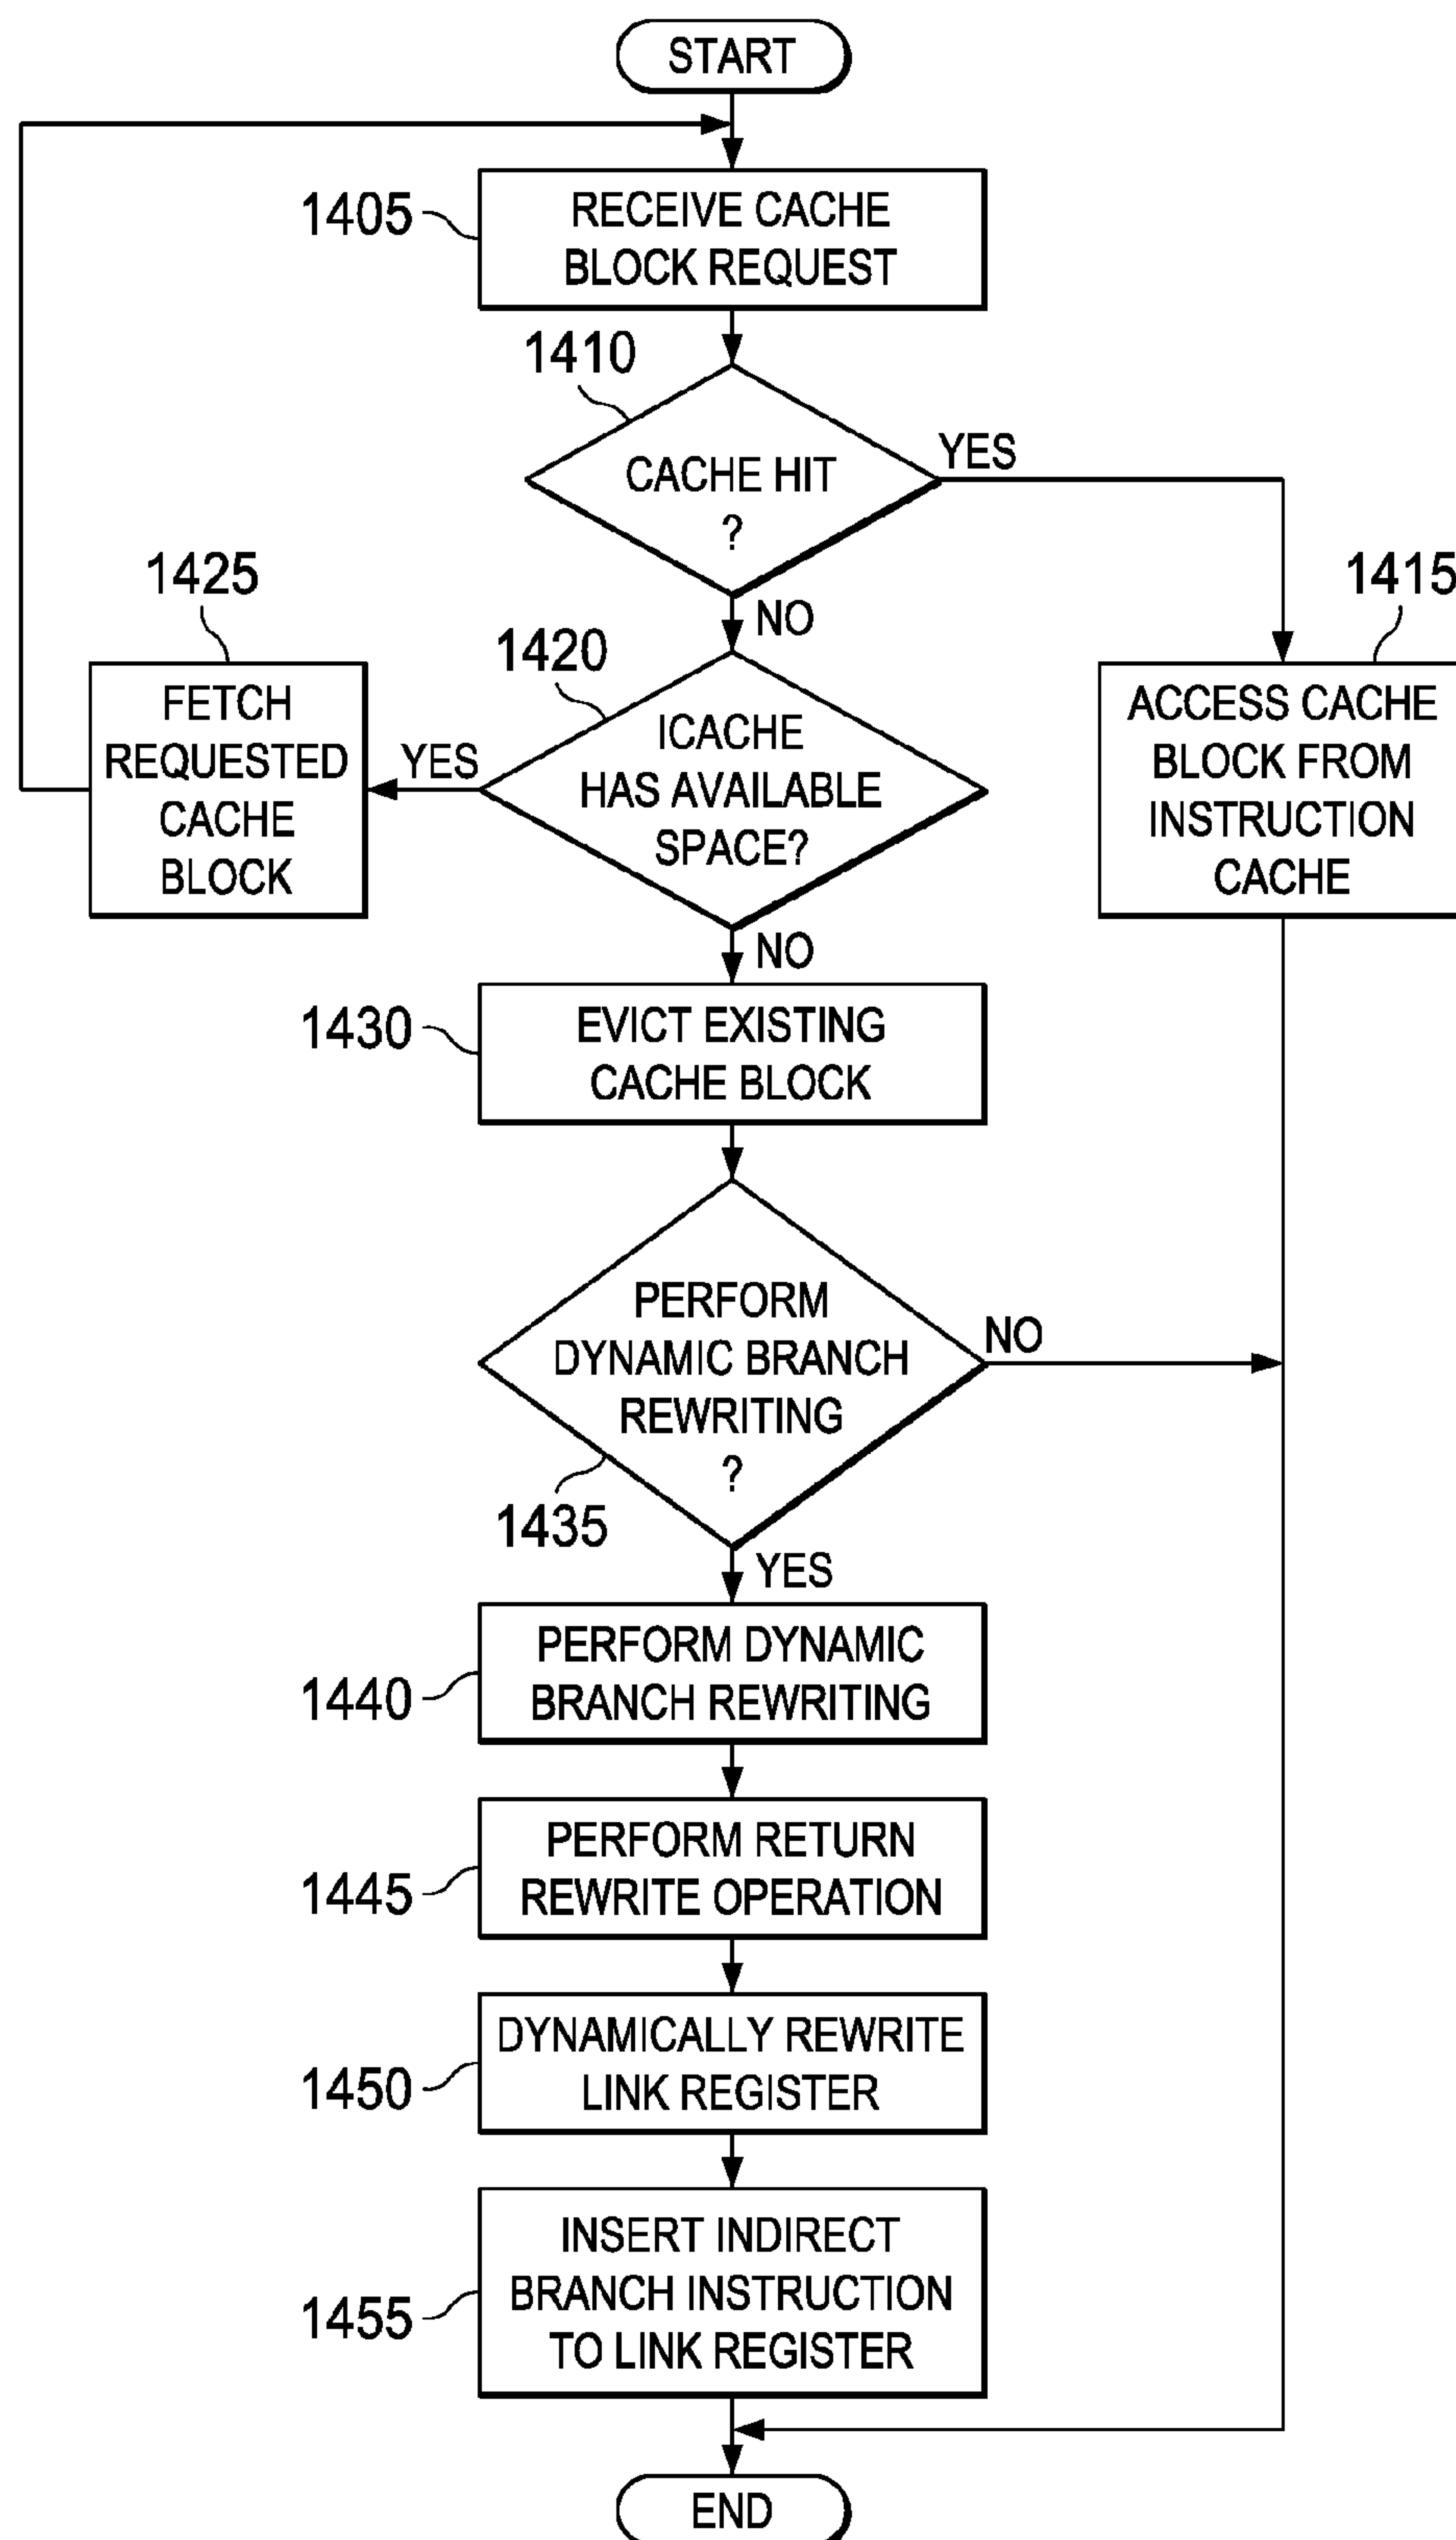 START
1405
RECEIVE CACHE
BLOCK REQUEST
1410
CACHE HIT
?
YES
NO
1415
ACCESS CACHE
BLOCK FROM
INSTRUCTION
CACHE
1420
ICACHE
HAS AVAILABLE
SPACE?
YES
NO
1425
FETCH
REQUESTED
CACHE
BLOCK
1430
EVICT EXISTING
CACHE BLOCK
PERFORM
DYNAMIC BRANCH
REWRITING
?
NO
1435
YES
1440
PERFORM DYNAMIC
BRANCH REWRITING
1445
PERFORM RETURN
REWRITE OPERATION
1450
DYNAMICALLY REWRITE
LINK REGISTER
1455
INSERT INDIRECT
BRANCH INSTRUCTION
TO LINK REGISTER
END